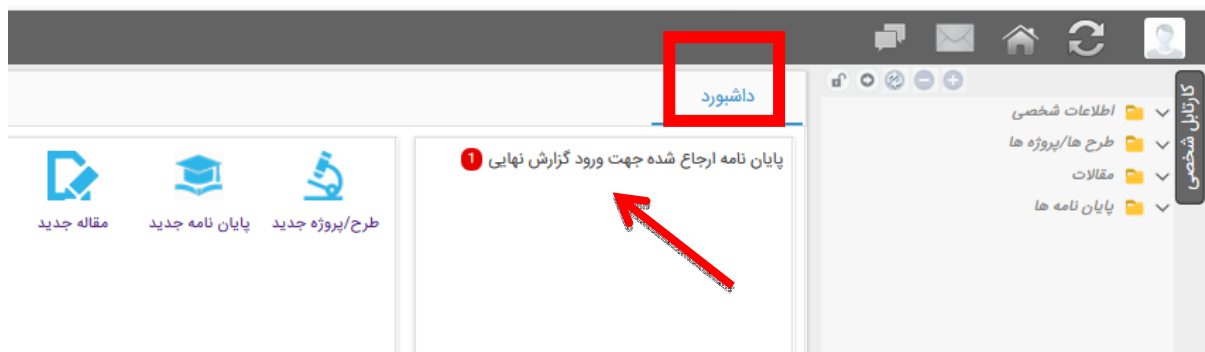 کارتابل شخصی
اطلاعات شخصی
طرح ها/پروژه ها
مقالات
پایان نامه ها
داشبورد
پایان نامه ارجاع شده جهت ورود گزارش نهایی 1
طرح/پروژه جدید
پایان نامه جدید
مقاله جدید